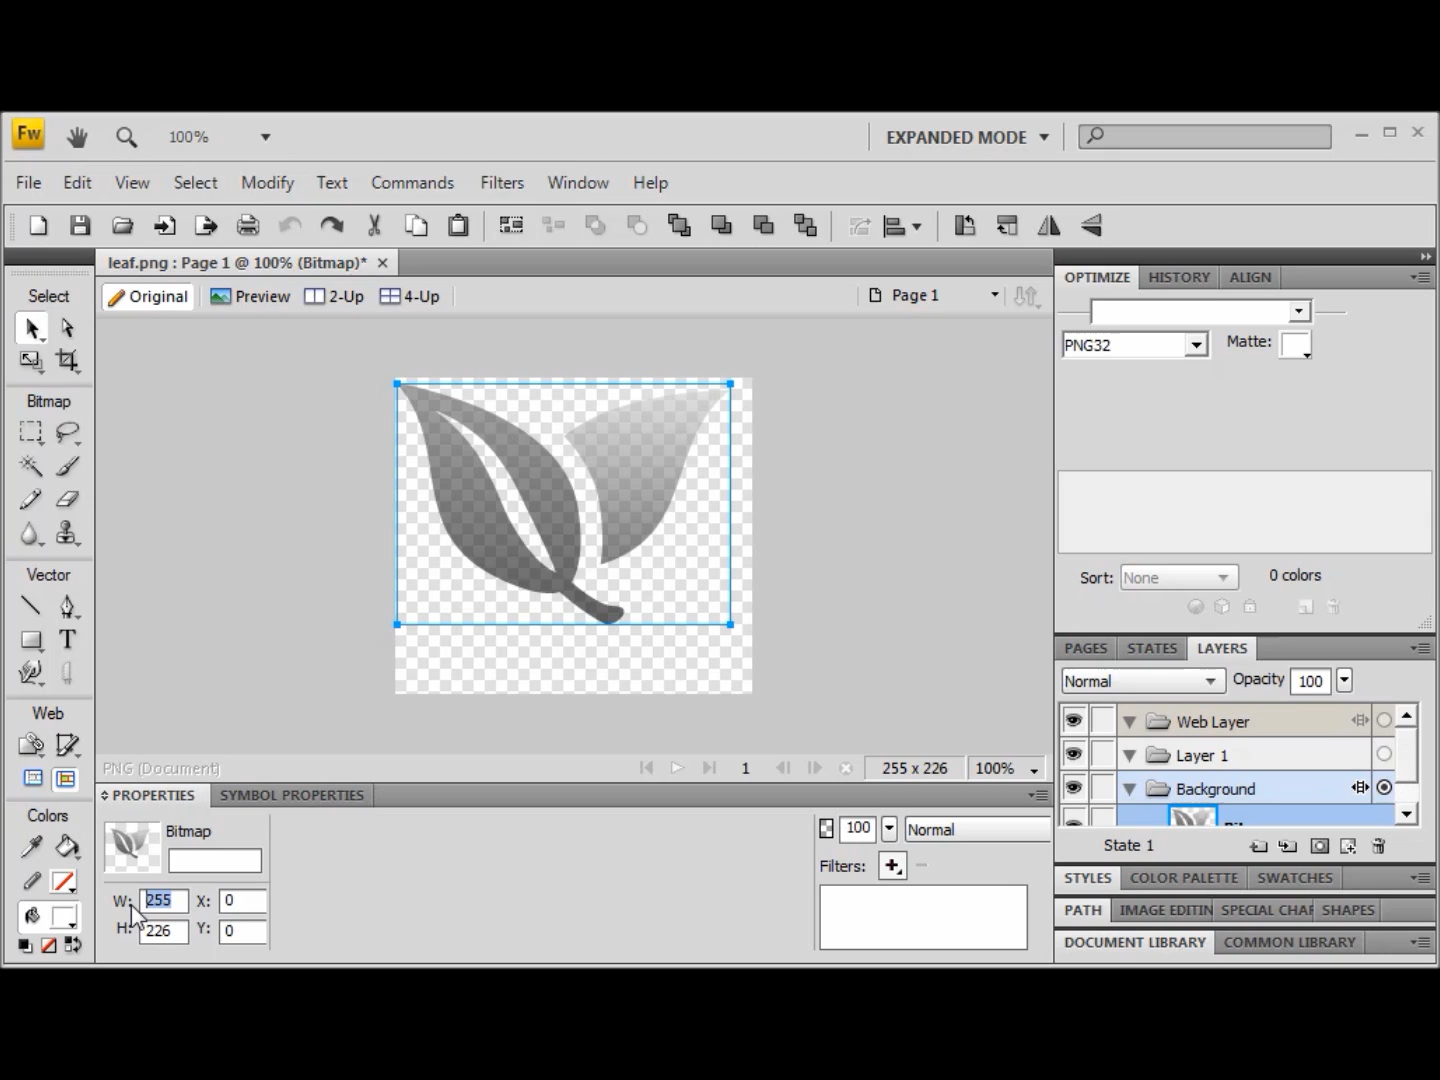 Fw 100% EXPANDED MODE
File Edit View Select Modify Text Commands Filters Window Help
leaf.png : Page 1 @ 100% (Bitmap)*
OPTIMIZE HISTORY ALIGN
Select
Original Preview 2-Up 4-Up Page 1
PNG32 Matte:
Bitmap
Vector
Sort: None 0 colors
T
PAGES STATES LAYERS
Normal Opacity 100
Web
Web Layer
Layer 1
PNG (Document) 1 255 x 226 100%
Background
PROPERTIES SYMBOL PROPERTIES
Colors
Bitmap
100 Normal
State 1
Filters:
STYLES COLOR PALETTE SWATCHES
W: 255 X: 0
PATH IMAGE EDITIN SPECIAL CHAR SHAPES
H: 226 Y: 0
DOCUMENT LIBRARY COMMON LIBRARY